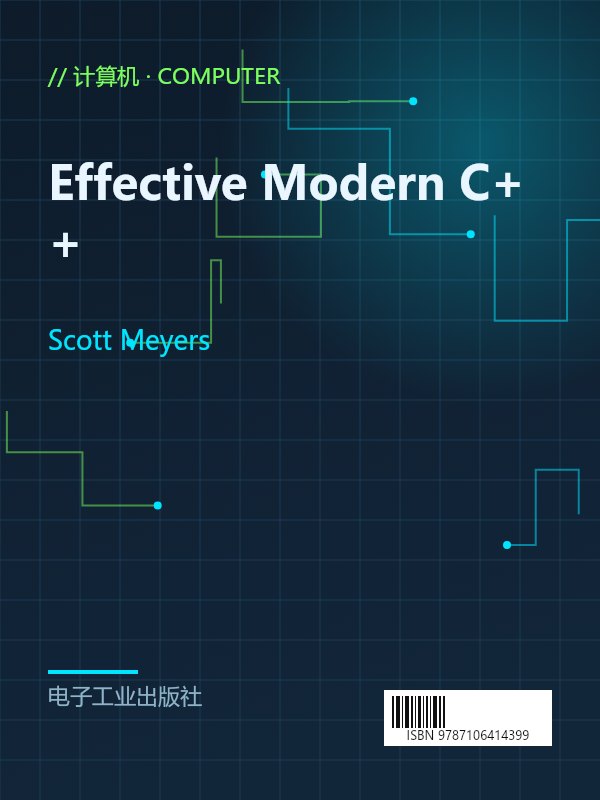 // 计算机 · COMPUTER
Effective Modern C+
+
Scott Meyers
电子工业出版社
ISBN 9787106414399